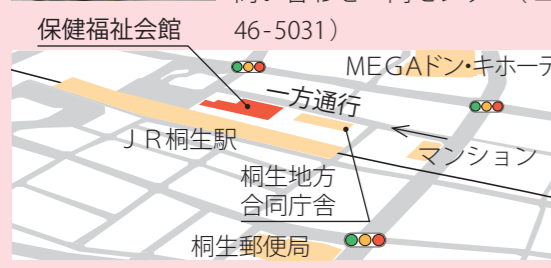 保健福祉会館
46-5031）
MEGAドン・キホーテ
一方通行
ＪＲ桐生駅
マンション
桐生地方
合同庁舎
桐生郵便局